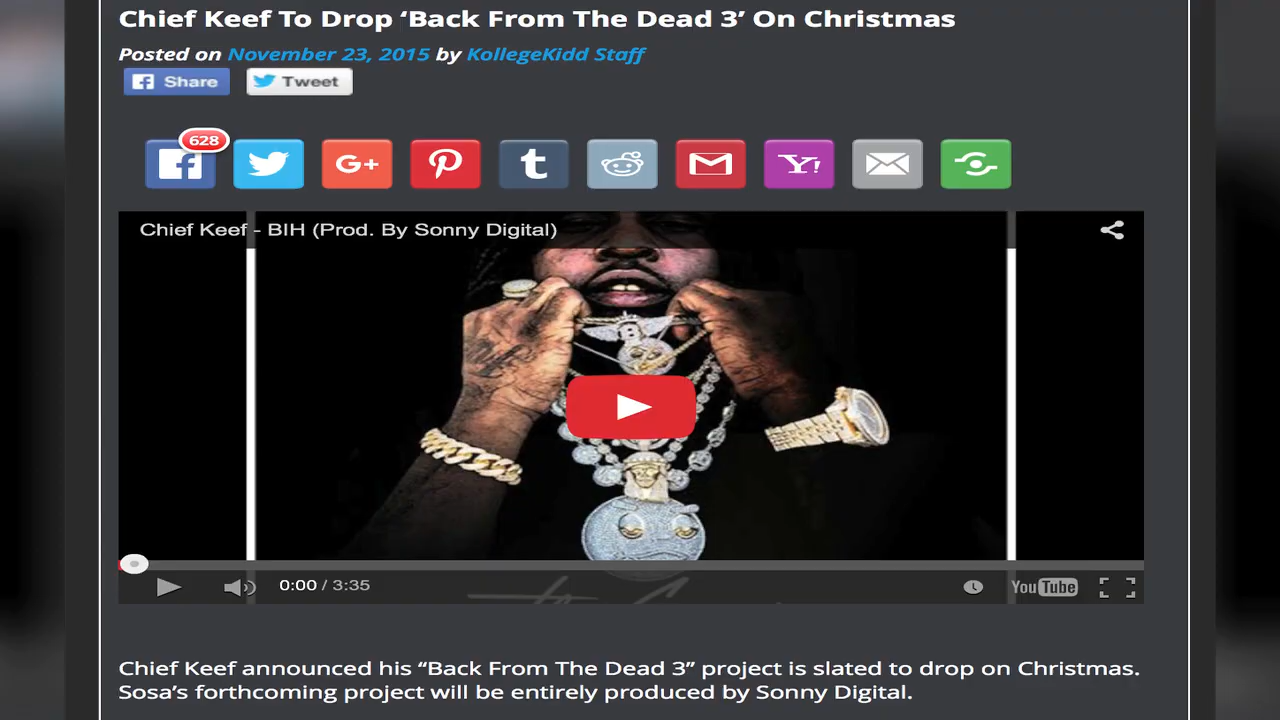 Chief Keef To Drop ‘Back From The Dead 3’ On Christmas
Posted on November 23, 2015 by KollegeKidd Staff
Share Tweet
628
G+ t Y!
Chief Keef - BIH (Prod. By Sonny Digital)
0:00 / 3:35 YouTube
Chief Keef announced his “Back From The Dead 3” project is slated to drop on Christmas.
Sosa’s forthcoming project will be entirely produced by Sonny Digital.